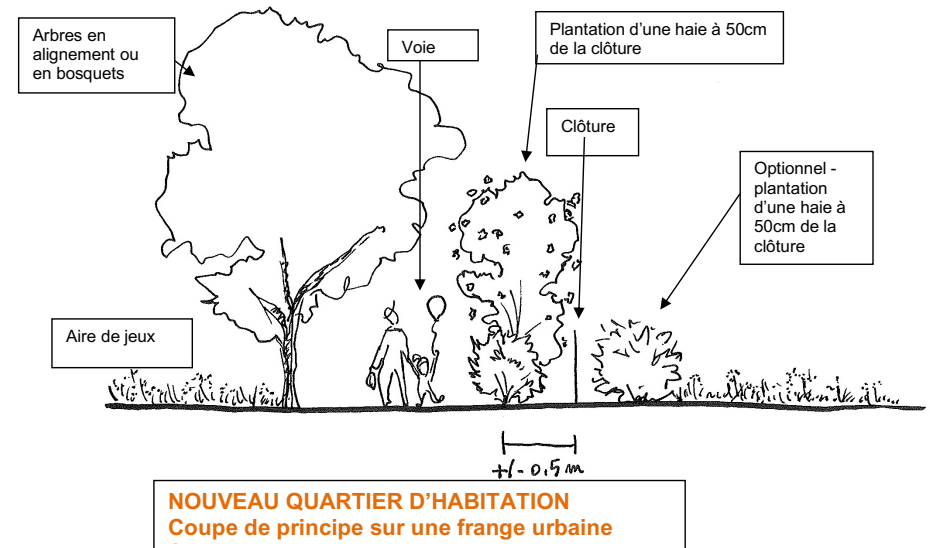 Arbres en
alignement ou
en bosquets
Voie
Plantation d'une haie à 50cm
de la clôture
Clôture
Optionnel -
plantation
d'une haie à
50cm de la
clôture
Aire de jeux
+/- 0,5 m
NOUVEAU QUARTIER D'HABITATION
Coupe de principe sur une frange urbaine